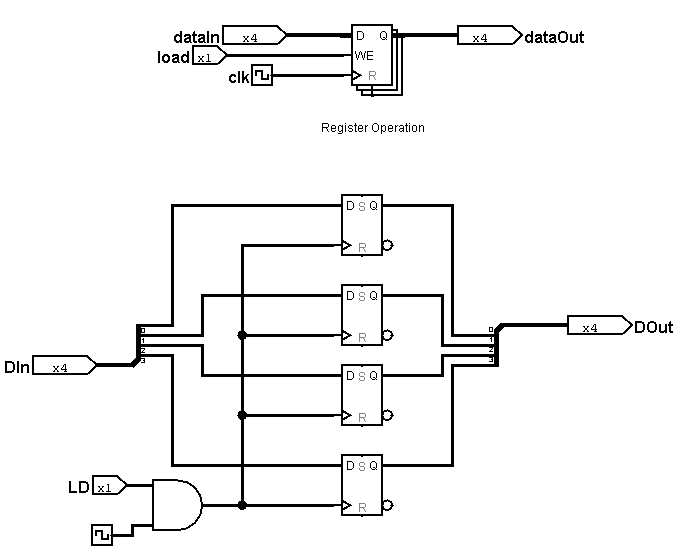 dataIn x4 D Q x4 dataOut
load x1 WE
clk R
Register Operation
D S Q
R
D S Q
0 0
1 R 1
2 2
3 3
x4 DOut
DIn x4
D S Q
R
D S Q
LD x1
R